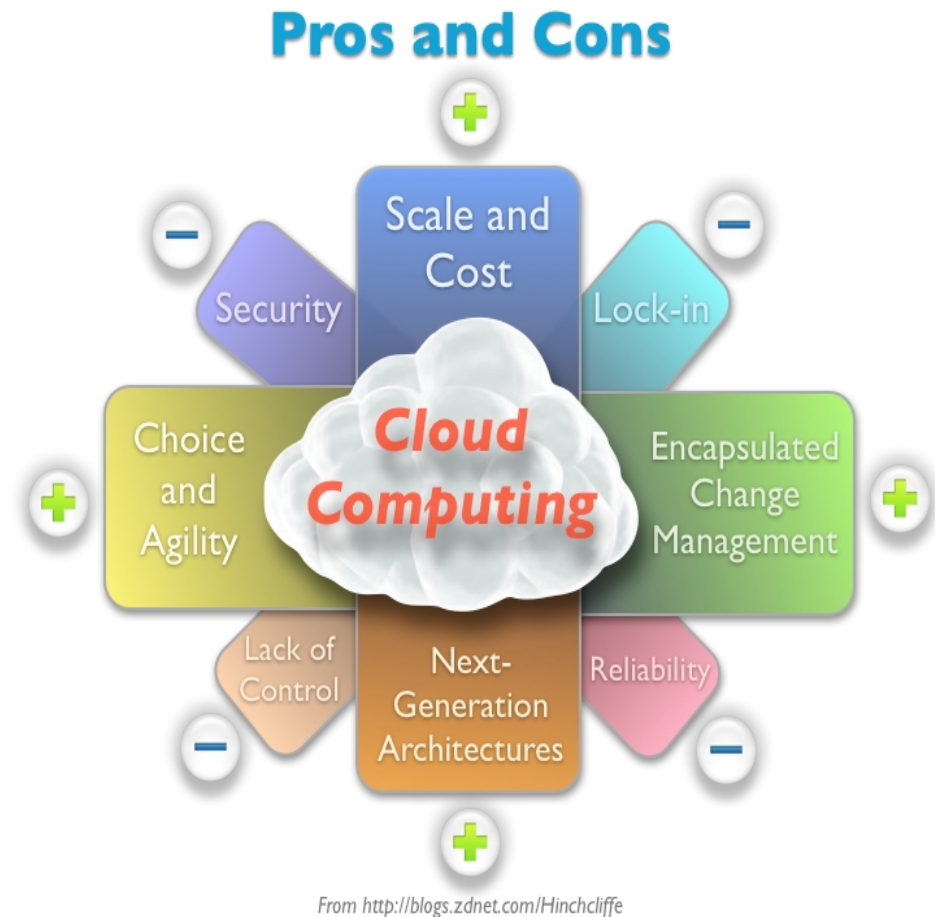 Pros and Cons
Scale and
Cost
Security
Lock-in
Choice
and
Agility
Cloud
Computing
Encapsulated
Change
Management
Lack of
Control
Next-
Generation
Architectures
Reliability
From http://blogs.zdnet.com/Hinchcliffe